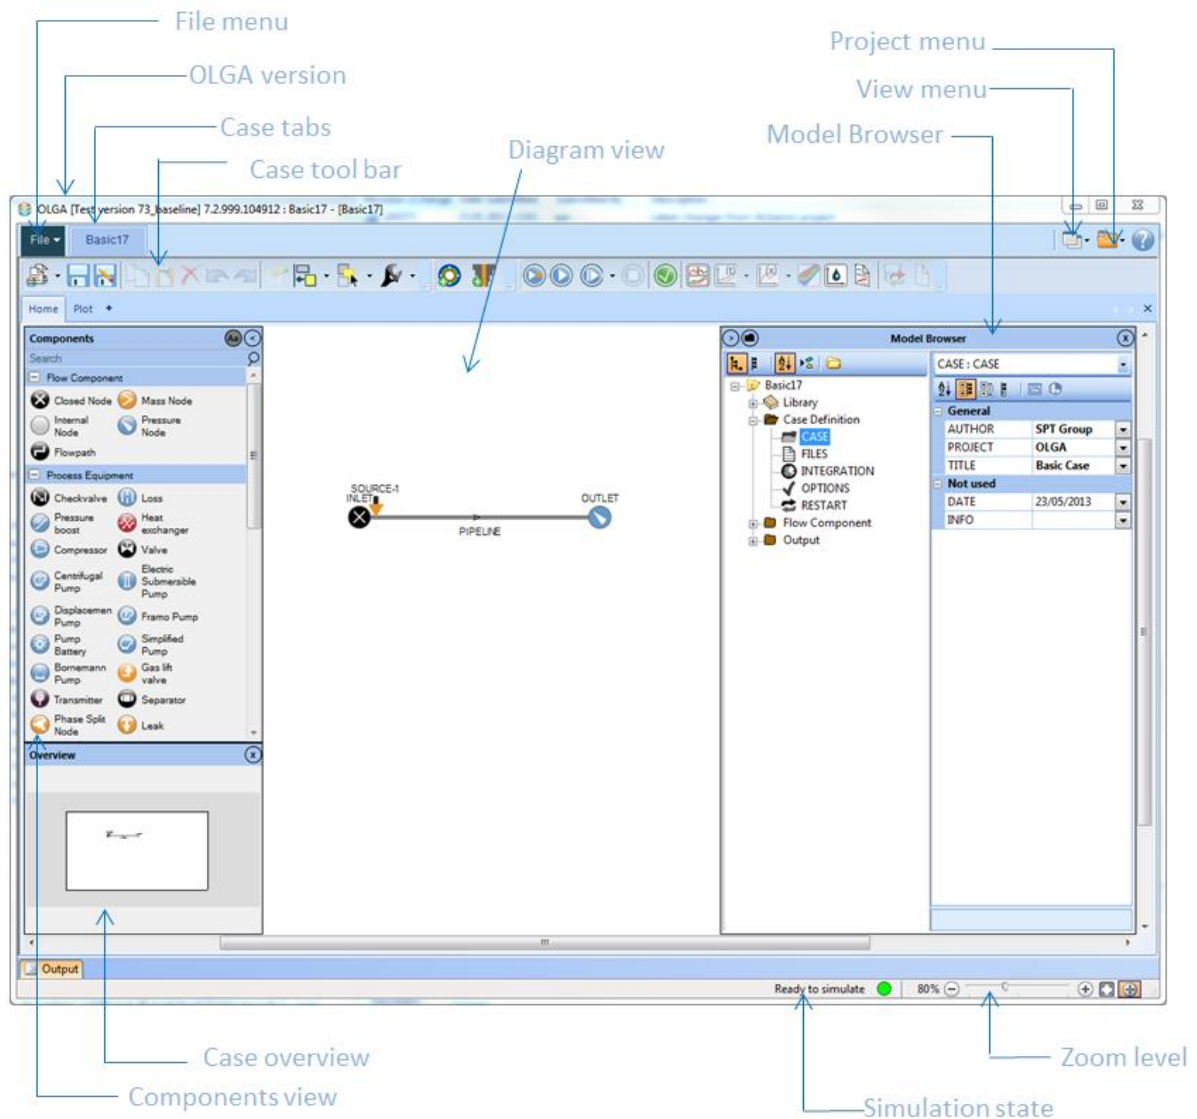 File menu
Project menu
OLGA version
View menu
Case tabs
Model Browser
Diagram view
Case tool bar
OLGA [Test version 73_baseline] 7.2.999.104912 : Basic17 - [Basic17]
File
Basic17
Home
Plot
Components
Aa
Search
Flow Component
Closed Node
Mass Node
Internal
Node
Pressure
Node
Flowpath
Process Equipment
Checkvalve
Loss
Pressure
boost
Heat
exchanger
Compressor
Valve
Centrifugal
Pump
Electric
Submersible
Pump
Displacemen
Pump
Framo Pump
Pump
Battery
Simplified
Pump
Bornemann
Pump
Gas lift
valve
Transmitter
Separator
Phase Split
Node
Leak
Overview
SOURCE-1
INLET
OUTLET
PIPELINE
Model Browser
Basic17
Library
Case Definition
CASE
FILES
INTEGRATION
OPTIONS
RESTART
Flow Component
Output
CASE : CASE
General
AUTHOR SPT Group
PROJECT OLGA
TITLE Basic Case
Not used
DATE 23/05/2013
INFO
Output
Ready to simulate
80%
Case overview
Zoom level
Components view
Simulation state